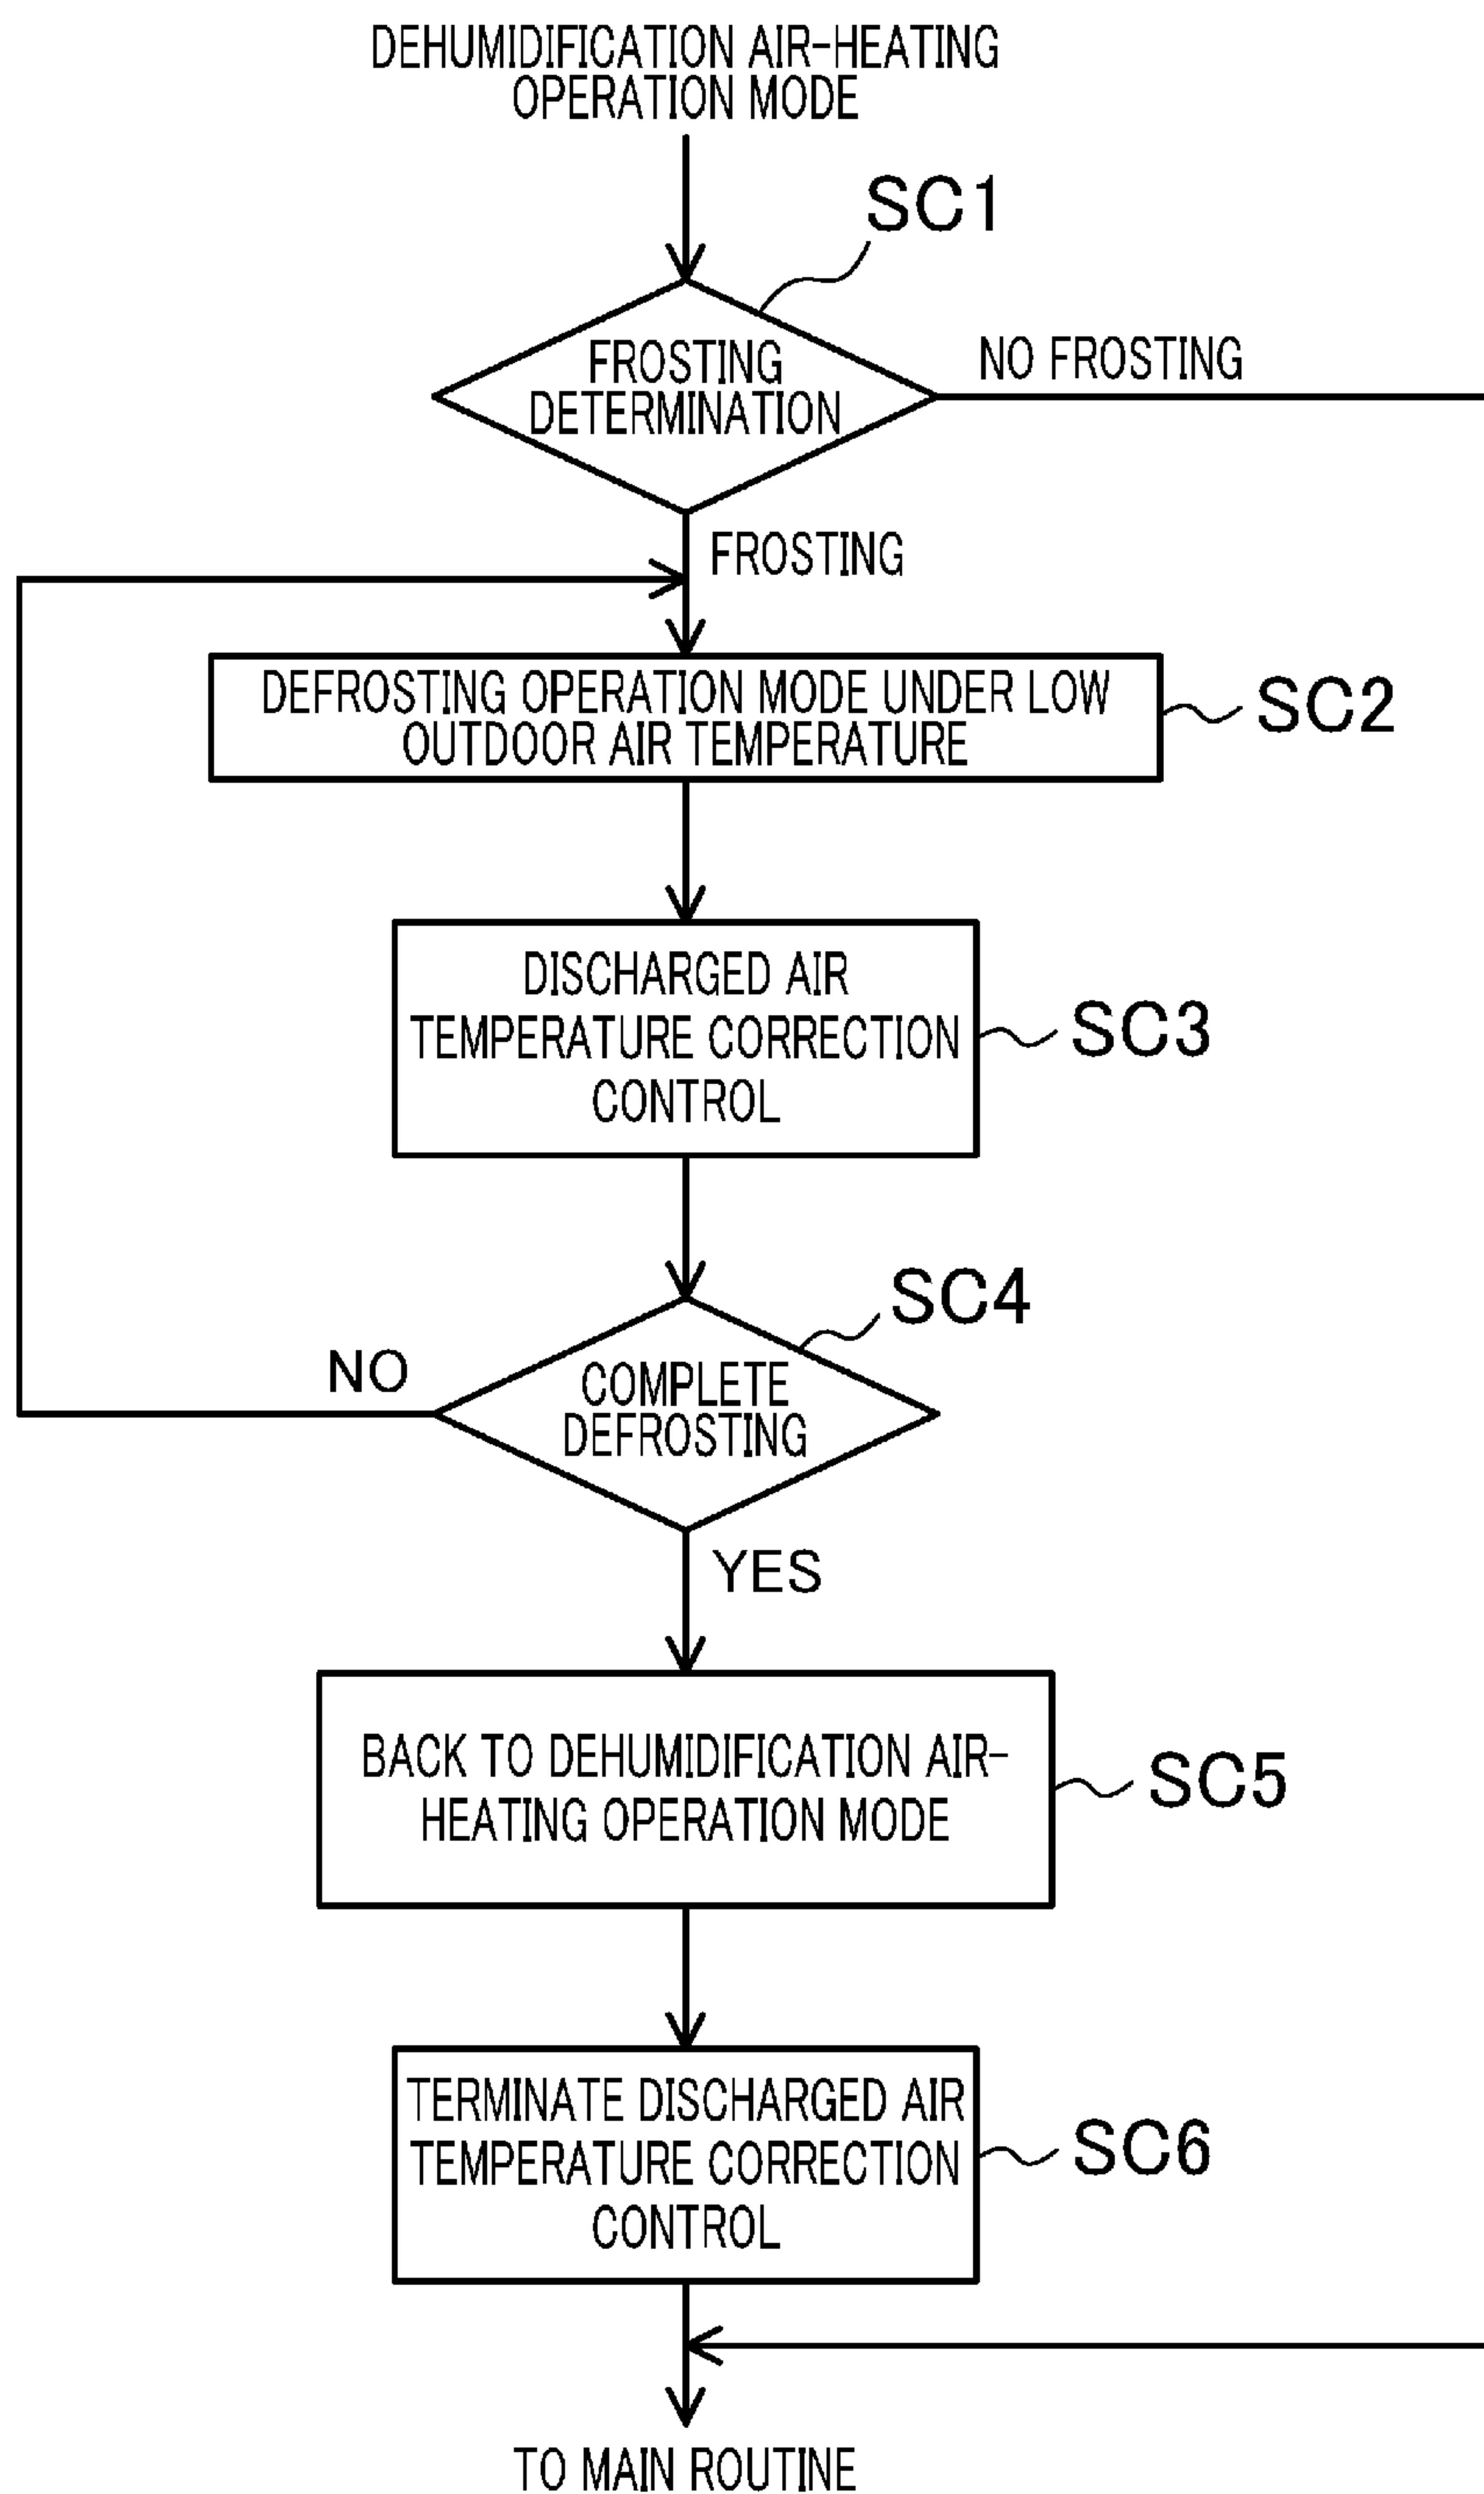 DEHUMIDIFICATION AIR-HEATING
OPERATION MODE
SC1
FROSTING
DETERMINATION
NO FROSTING
FROSTING
DEFROSTING OPERATION MODE UNDER LOW
OUTDOOR AIR TEMPERATURE
SC2
DISCHARGED AIR
TEMPERATURE CORRECTION
CONTROL
SC3
SC4
COMPLETE
DEFROSTING
NO
YES
BACK TO DEHUMIDIFICATION AIR-
HEATING OPERATION MODE
SC5
TERMINATE DISCHARGED AIR
TEMPERATURE CORRECTION
CONTROL
SC6
TO MAIN ROUTINE